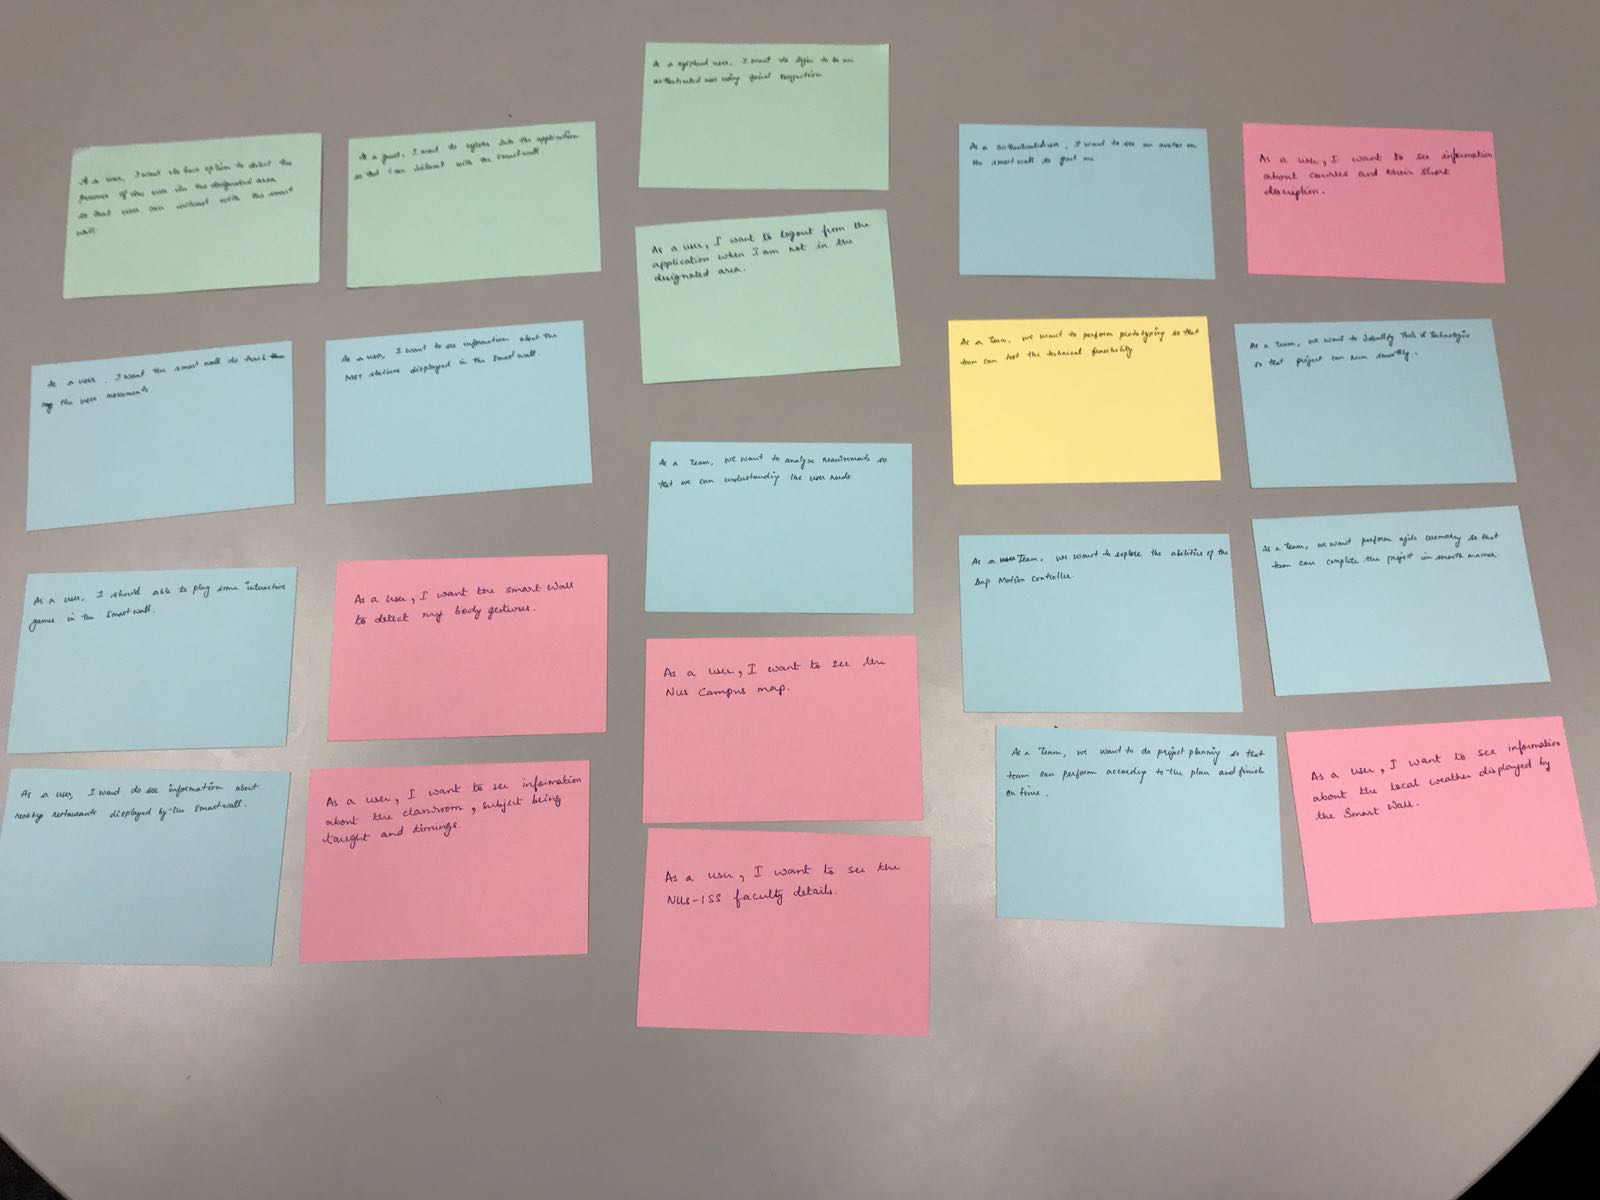 As a user, I want to have option to detect the
presence of the user in the designated area
so that user can interact with the smart
wall.
As a guest, I want to register into the application
so that I can interact with the smartwall.
As a registered user, I want to login to be an
authenticated user using facial recognition
As a user, I want to logout from the
application when I am not in the
designated area.
As a authenticated user, I want to see an avatar on
the smartwall to greet me
As a user, I want to see information
about courses and their short
description.
As a user, I want the smart wall to track
the user movements.
As a user, I want to see information about the
MRT stations displayed in the smartwall.
As a Team, we want to analyze requirements so
that we can understanding the user needs
As a Team, we want to perform prototyping so that
team can test the technical feasibility
As a Team, we want to Identify Tools & Technologies
so that project can run smoothly.
As a user, I should able to play some interactive
games in the Smartwall.
As a user, I want the smart wall
to detect my body gestures.
As a user, I want to see the
NUS Campus map.
As a Team, we want to explore the abilities of the
Leap Motion controller.
As a Team, we want perform agile ceremony so that
team can complete the project in smooth manner.
As a user, I want to see information about
nearby restaurants displayed by the Smartwall.
As a user, I want to see information
about the classroom, subject being
taught and timings.
As a user, I want to see the
NUS-ISS faculty details.
As a Team, we want to do project planning so that
team can perform according to the plan and finish
on time.
As a user, I want to see information
about the local weather displayed by
the Smart Wall.